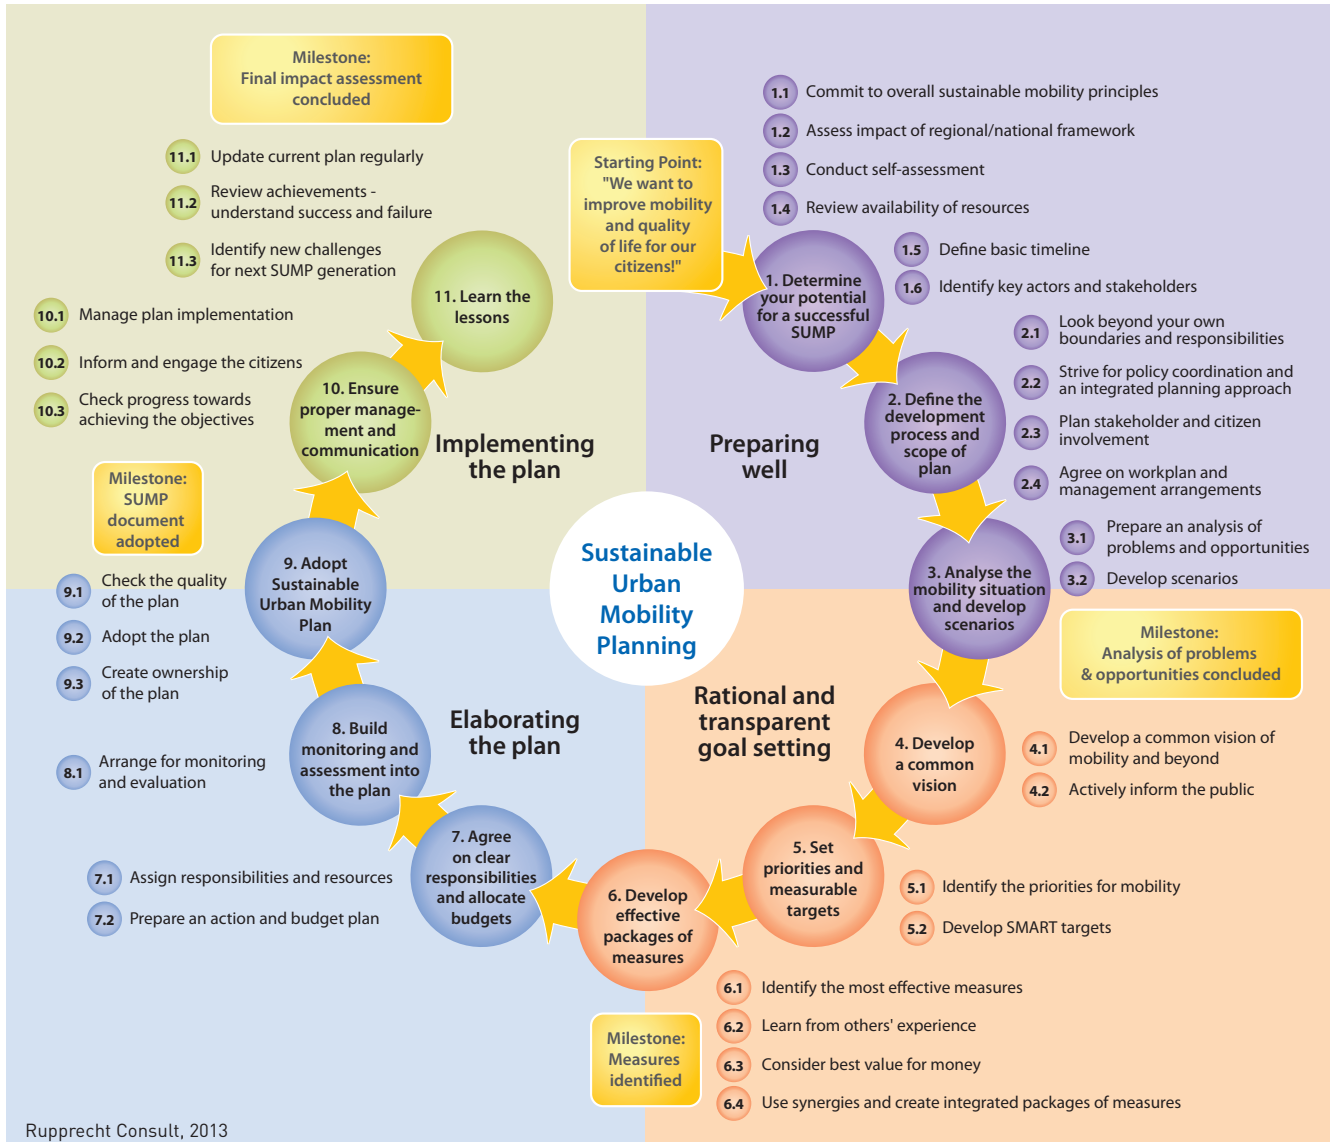 Milestone:
Final impact assessment
concluded
11.1 Update current plan regularly
11.2 Review achievements -
understand success and failure
11.3 Identify new challenges
for next SUMP generation
10.1 Manage plan implementation
10.2 Inform and engage the citizens
10.3 Check progress towards
achieving the objectives
Starting Point:
"We want to
improve mobility
and quality
of life for our
citizens!"
1.1 Commit to overall sustainable mobility principles
1.2 Assess impact of regional/national framework
1.3 Conduct self-assessment
1.4 Review availability of resources
1.5 Define basic timeline
1.6 Identify key actors and stakeholders
1. Determine
your potential
for a successful
SUMP
2.1 Look beyond your own
boundaries and responsibilities
2.2 Strive for policy coordination and
an integrated planning approach
2.3 Plan stakeholder and citizen
involvement
2.4 Agree on workplan and
management arrangements
2. Define the
development
process and
scope of
plan
3.1 Prepare an analysis of
problems and opportunities
3.2 Develop scenarios
3. Analyse the
mobility situation
and develop
scenarios
Milestone:
Analysis of problems
& opportunities concluded
11. Learn the
lessons
10. Ensure
proper manage-
ment and
communication
Implementing
the plan
Preparing
well
Milestone:
SUMP
document
adopted
9. Adopt
Sustainable
Urban Mobility
Plan
9.1 Check the quality
of the plan
9.2 Adopt the plan
9.3 Create ownership
of the plan
Sustainable
Urban
Mobility
Planning
Elaborating
the plan
Rational and
transparent
goal setting
8. Build
monitoring and
assessment into
the plan
8.1 Arrange for monitoring
and evaluation
4. Develop
a common
vision
4.1 Develop a common vision of
mobility and beyond
4.2 Actively inform the public
7. Agree
on clear
responsibilities
and allocate
budgets
7.1 Assign responsibilities and resources
7.2 Prepare an action and budget plan
5. Set
priorities and
measurable
targets
5.1 Identify the priorities for mobility
5.2 Develop SMART targets
6. Develop
effective
packages of
measures
6.1 Identify the most effective measures
6.2 Learn from others' experience
6.3 Consider best value for money
6.4 Use synergies and create integrated packages of measures
Milestone:
Measures
identified
Rupprecht Consult, 2013